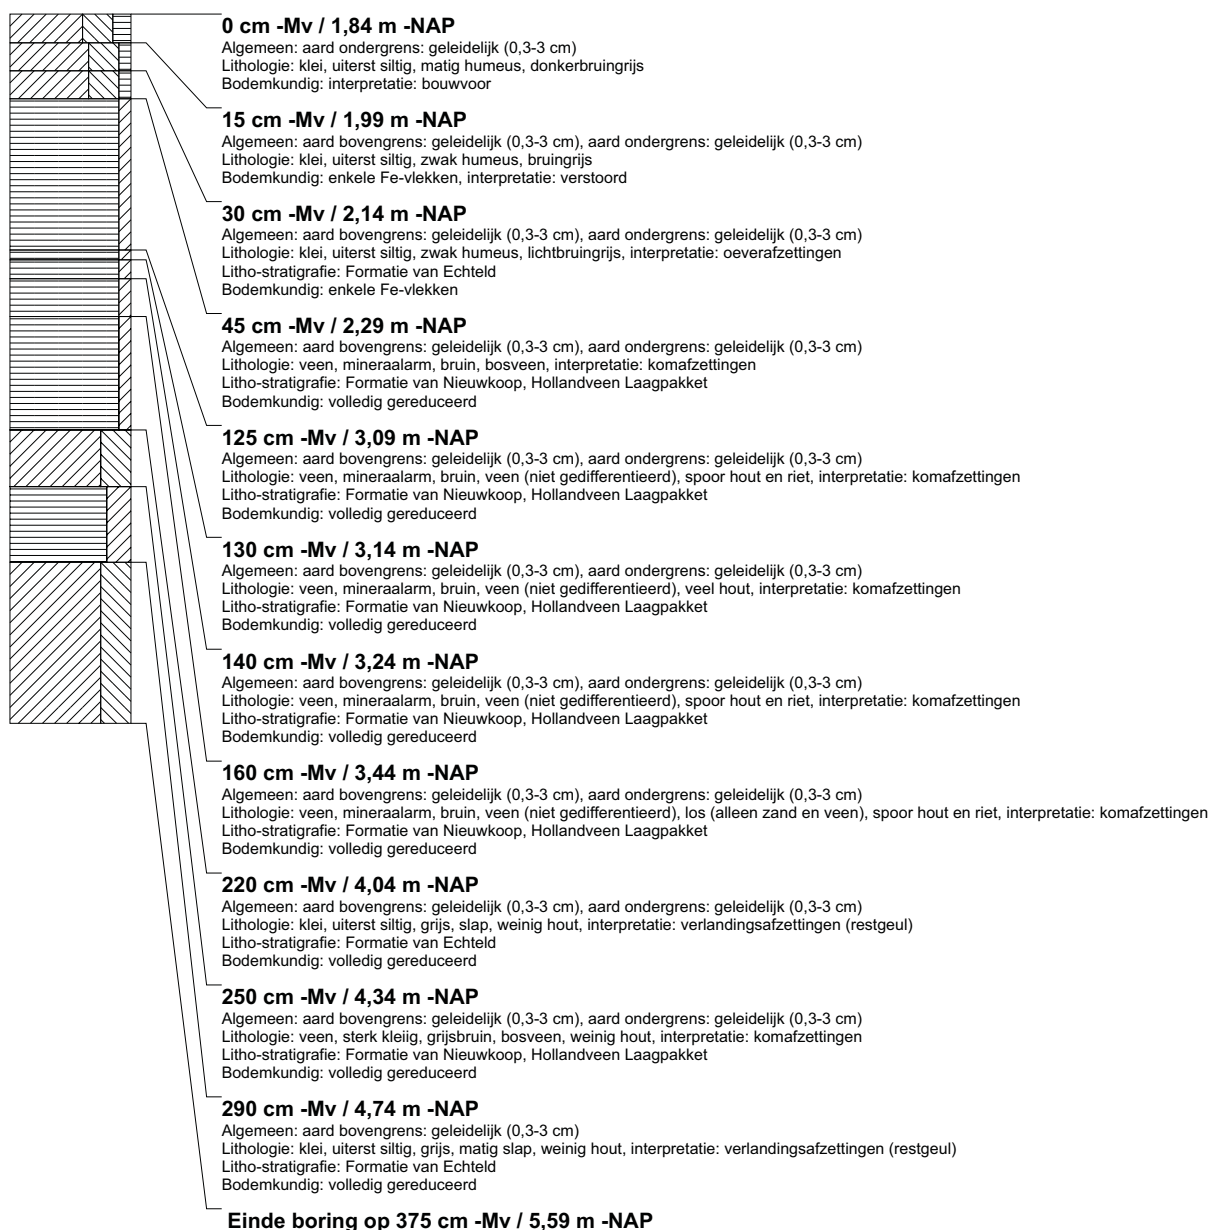 0 cm -Mv / 1,84 m -NAP
Algemeen: aard ondergrens: geleidelijk (0,3-3 cm)
Lithologie: klei, uiterst siltig, matig humeus, donkerbruingrijs
Bodemkundig: interpretatie: bouwvoor
15 cm -Mv / 1,99 m -NAP
Algemeen: aard bovengrens: geleidelijk (0,3-3 cm), aard ondergrens: geleidelijk (0,3-3 cm)
Lithologie: klei, uiterst siltig, zwak humeus, bruingrijs
Bodemkundig: enkele Fe-vlekken, interpretatie: verstoord
30 cm -Mv / 2,14 m -NAP
Algemeen: aard bovengrens: geleidelijk (0,3-3 cm), aard ondergrens: geleidelijk (0,3-3 cm)
Lithologie: klei, uiterst siltig, zwak humeus, lichtbruingrijs, interpretatie: oeverafzettingen
Litho-stratigrafie: Formatie van Echteld
Bodemkundig: enkele Fe-vlekken
45 cm -Mv / 2,29 m -NAP
Algemeen: aard bovengrens: geleidelijk (0,3-3 cm), aard ondergrens: geleidelijk (0,3-3 cm)
Lithologie: veen, mineraalarm, bruin, bosveen, interpretatie: komafzettingen
Litho-stratigrafie: Formatie van Nieuwkoop, Hollandveen Laagpakket
Bodemkundig: volledig gereduceerd
125 cm -Mv / 3,09 m -NAP
Algemeen: aard bovengrens: geleidelijk (0,3-3 cm), aard ondergrens: geleidelijk (0,3-3 cm)
Lithologie: veen, mineraalarm, bruin, veen (niet gedifferentieerd), spoor hout en riet, interpretatie: komafzettingen
Litho-stratigrafie: Formatie van Nieuwkoop, Hollandveen Laagpakket
Bodemkundig: volledig gereduceerd
130 cm -Mv / 3,14 m -NAP
Algemeen: aard bovengrens: geleidelijk (0,3-3 cm), aard ondergrens: geleidelijk (0,3-3 cm)
Lithologie: veen, mineraalarm, bruin, veen (niet gedifferentieerd), veel hout, interpretatie: komafzettingen
Litho-stratigrafie: Formatie van Nieuwkoop, Hollandveen Laagpakket
Bodemkundig: volledig gereduceerd
140 cm -Mv / 3,24 m -NAP
Algemeen: aard bovengrens: geleidelijk (0,3-3 cm), aard ondergrens: geleidelijk (0,3-3 cm)
Lithologie: veen, mineraalarm, bruin, veen (niet gedifferentieerd), spoor hout en riet, interpretatie: komafzettingen
Litho-stratigrafie: Formatie van Nieuwkoop, Hollandveen Laagpakket
Bodemkundig: volledig gereduceerd
160 cm -Mv / 3,44 m -NAP
Algemeen: aard bovengrens: geleidelijk (0,3-3 cm), aard ondergrens: geleidelijk (0,3-3 cm)
Lithologie: veen, mineraalarm, bruin, veen (niet gedifferentieerd), los (alleen zand en veen), spoor hout en riet, interpretatie: komafzettingen
Litho-stratigrafie: Formatie van Nieuwkoop, Hollandveen Laagpakket
Bodemkundig: volledig gereduceerd
220 cm -Mv / 4,04 m -NAP
Algemeen: aard bovengrens: geleidelijk (0,3-3 cm), aard ondergrens: geleidelijk (0,3-3 cm)
Lithologie: klei, uiterst siltig, grijs, slap, weinig hout, interpretatie: verlandingsafzettingen (restgeul)
Litho-stratigrafie: Formatie van Echteld
Bodemkundig: volledig gereduceerd
250 cm -Mv / 4,34 m -NAP
Algemeen: aard bovengrens: geleidelijk (0,3-3 cm), aard ondergrens: geleidelijk (0,3-3 cm)
Lithologie: veen, sterk kleiig, grijsbruin, bosveen, weinig hout, interpretatie: komafzettingen
Litho-stratigrafie: Formatie van Nieuwkoop, Hollandveen Laagpakket
Bodemkundig: volledig gereduceerd
290 cm -Mv / 4,74 m -NAP
Algemeen: aard bovengrens: geleidelijk (0,3-3 cm)
Lithologie: klei, uiterst siltig, grijs, matig slap, weinig hout, interpretatie: verlandingsafzettingen (restgeul)
Litho-stratigrafie: Formatie van Echteld
Bodemkundig: volledig gereduceerd
Einde boring op 375 cm -Mv / 5,59 m -NAP